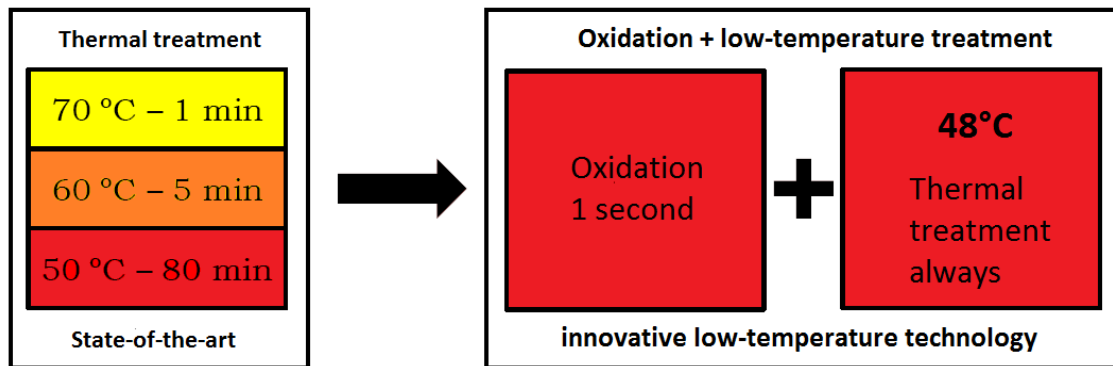 Thermal treatment
70 °C – 1 min
60 °C – 5 min
50 °C – 80 min
State-of-the-art
Oxidation + low-temperature treatment
Oxidation
1 second
48°C
Thermal
treatment
always
innovative low-temperature technology